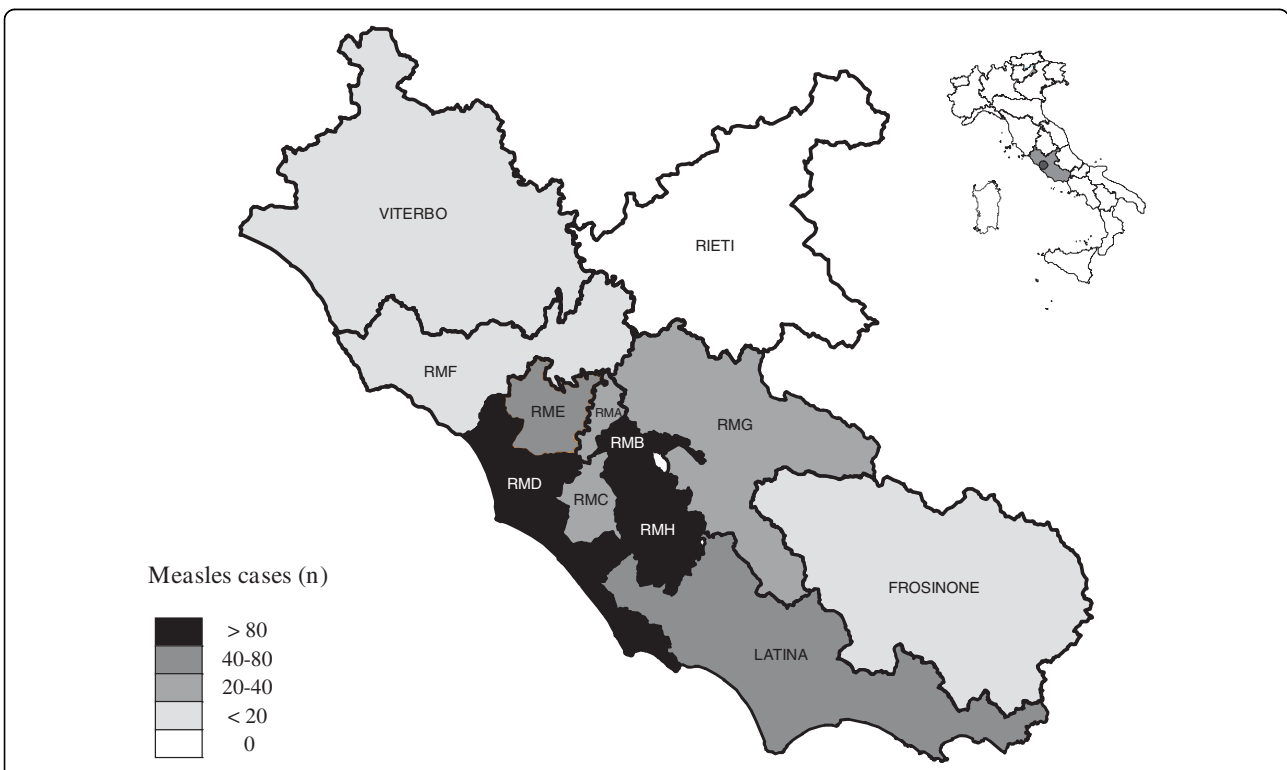 VITERBO
RIETI
RMF
RME
RMA
RMG
RMB
RMD
RMC
RMH
FROSINONE
LATINA
Measles cases (n)
> 80
40-80
20-40
< 20
0